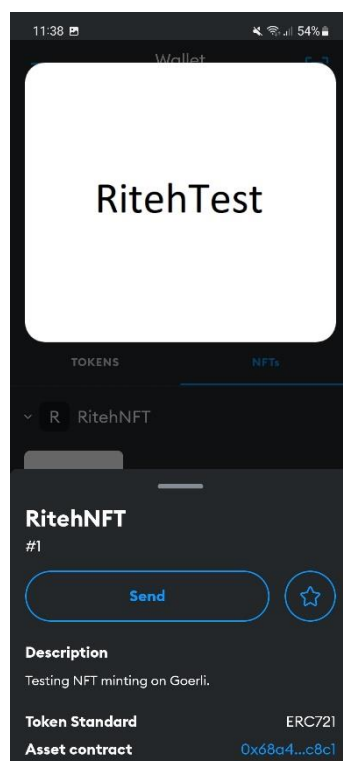 11:38 54%
Wallet
RitehTest
TOKENS NFTs
R RitehNFT
RitehNFT
#1
Send
Description
Testing NFT minting on Goerli.
Token Standard ERC721
Asset contract 0x68a4...c8c1